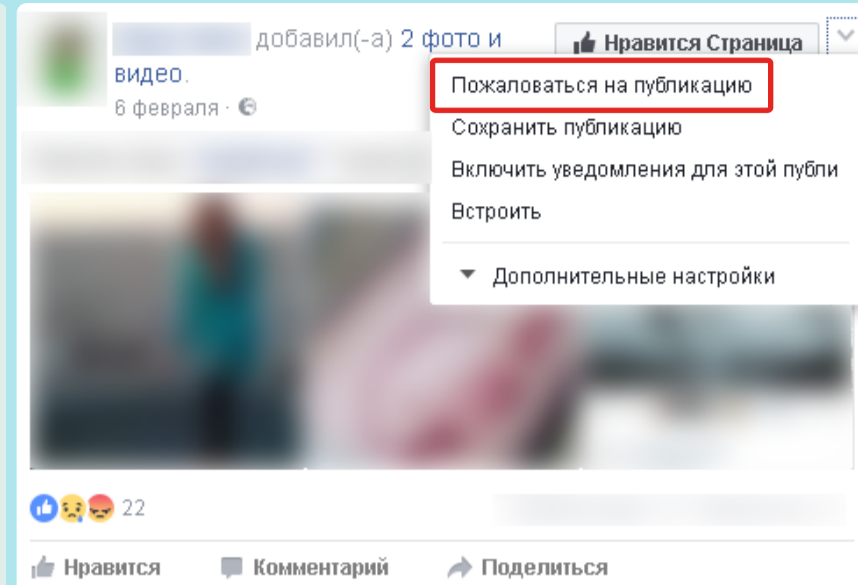 добавил(-а) 2 фото и
видео.
6 февраля ·
Нравится Страница
Пожаловаться на публикацию
Сохранить публикацию
Включить уведомления для этой публи
Встроить
Дополнительные настройки
22
Нравится Комментарий Поделиться